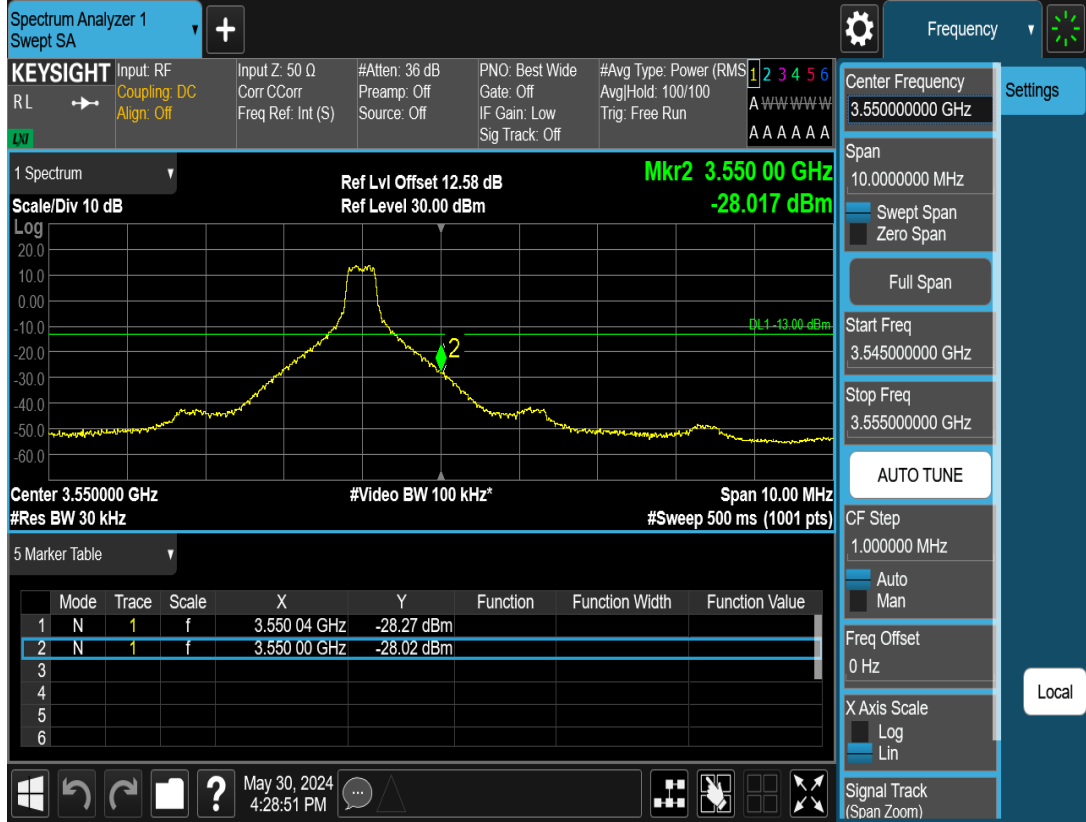 Spectrum Analyzer 1
Swept SA
+
Frequency
KEYSIGHT
RL
LXI
Input: RF
Coupling: DC
Align: Off
Input Z: 50 Ω
Corr CCorr
Freq Ref: Int (S)
#Atten: 36 dB
Preamp: Off
Source: Off
PNO: Best Wide
Gate: Off
IF Gain: Low
Sig Track: Off
#Avg Type: Power (RMS
Avg|Hold: 100/100
Trig: Free Run
1 2 3 4 5 6
A W W W W W
A A A A A A
1 Spectrum
Scale/Div 10 dB
Ref Lvl Offset 12.58 dB
Ref Level 30.00 dBm
Mkr2 3.550 00 GHz
-28.017 dBm
Log
20.0
10.0
0.00
-10.0
-20.0
-30.0
-40.0
-50.0
-60.0
DL1 -13.00 dBm
2
Center 3.550000 GHz
#Res BW 30 kHz
#Video BW 100 kHz*
Span 10.00 MHz
#Sweep 500 ms (1001 pts)
5 Marker Table
Mode Trace Scale X Y Function Function Width Function Value
1 N 1 f 3.550 04 GHz -28.27 dBm
2 N 1 f 3.550 00 GHz -28.02 dBm
3
4
5
6
?
May 30, 2024
4:28:51 PM
Center Frequency
3.550000000 GHz
Span
10.0000000 MHz
Swept Span
Zero Span
Full Span
Start Freq
3.545000000 GHz
Stop Freq
3.555000000 GHz
AUTO TUNE
CF Step
1.000000 MHz
Auto
Man
Freq Offset
0 Hz
X Axis Scale
Log
Lin
Signal Track
(Span Zoom)
Settings
Local